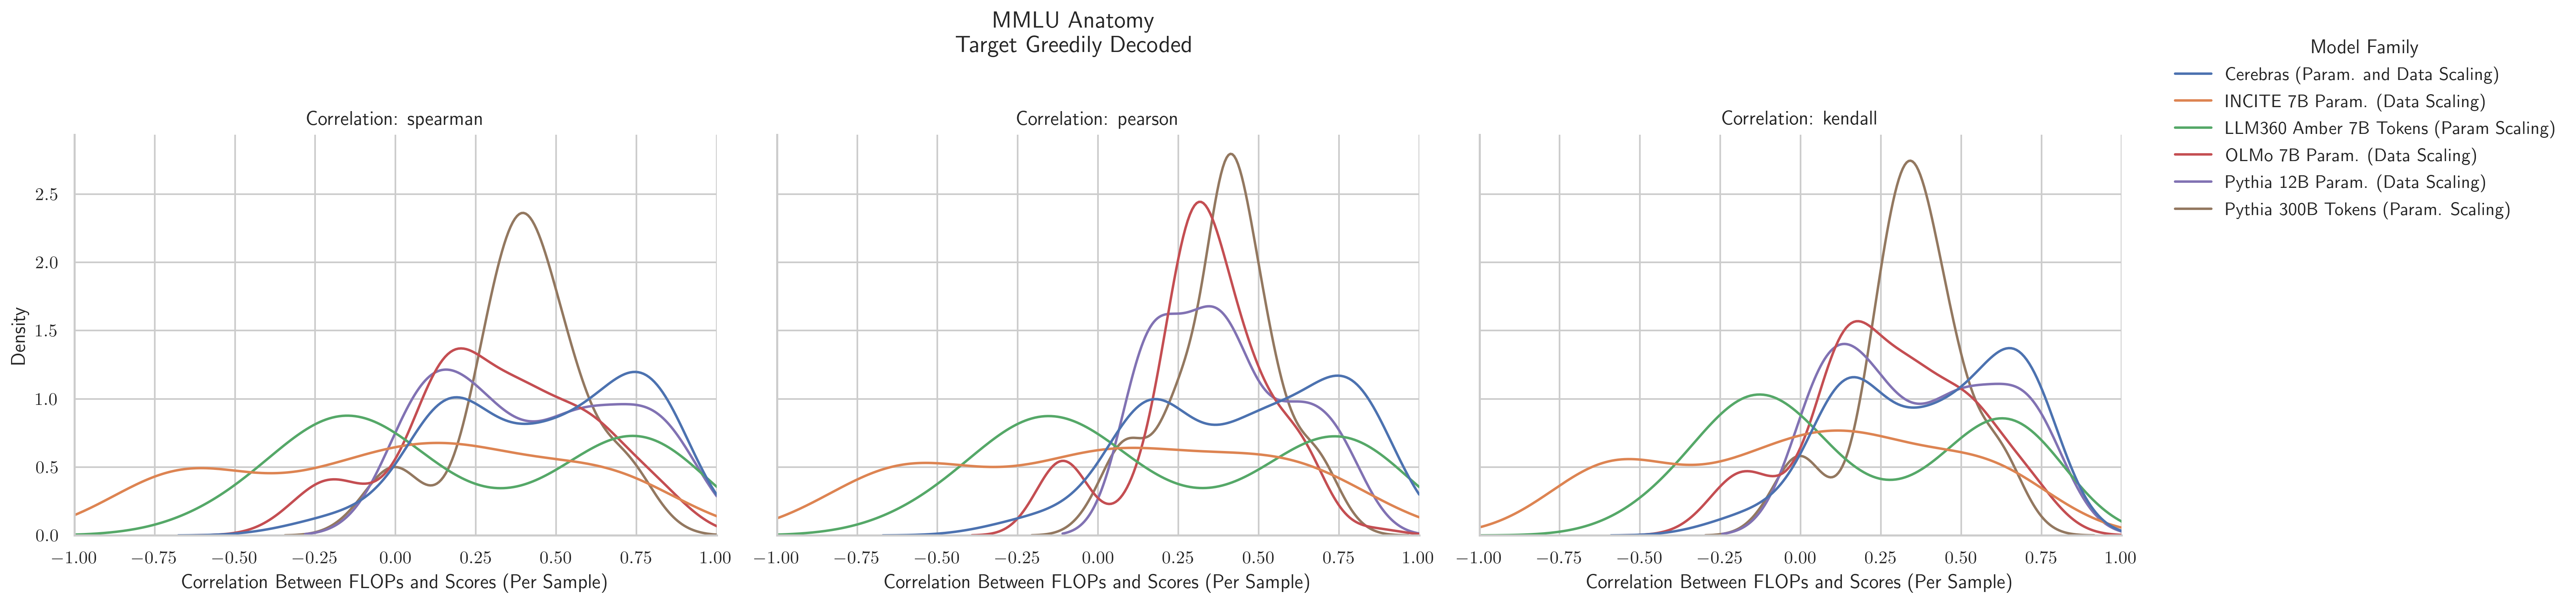 MMLU Anatomy
Target Greedily Decoded
Model Family
Cerebras (Param. and Data Scaling)
INCITE 7B Param. (Data Scaling)
LLM360 Amber 7B Tokens (Param Scaling)
OLMo 7B Param. (Data Scaling)
Pythia 12B Param. (Data Scaling)
Pythia 300B Tokens (Param. Scaling)
Correlation: spearman
Correlation: pearson
Correlation: kendall
Density
2.5
2.0
1.5
1.0
0.5
0.0
−1.00 −0.75 −0.50 −0.25 0.00 0.25 0.50 0.75 1.00
−1.00 −0.75 −0.50 −0.25 0.00 0.25 0.50 0.75 1.00
−1.00 −0.75 −0.50 −0.25 0.00 0.25 0.50 0.75 1.00
Correlation Between FLOPs and Scores (Per Sample)
Correlation Between FLOPs and Scores (Per Sample)
Correlation Between FLOPs and Scores (Per Sample)